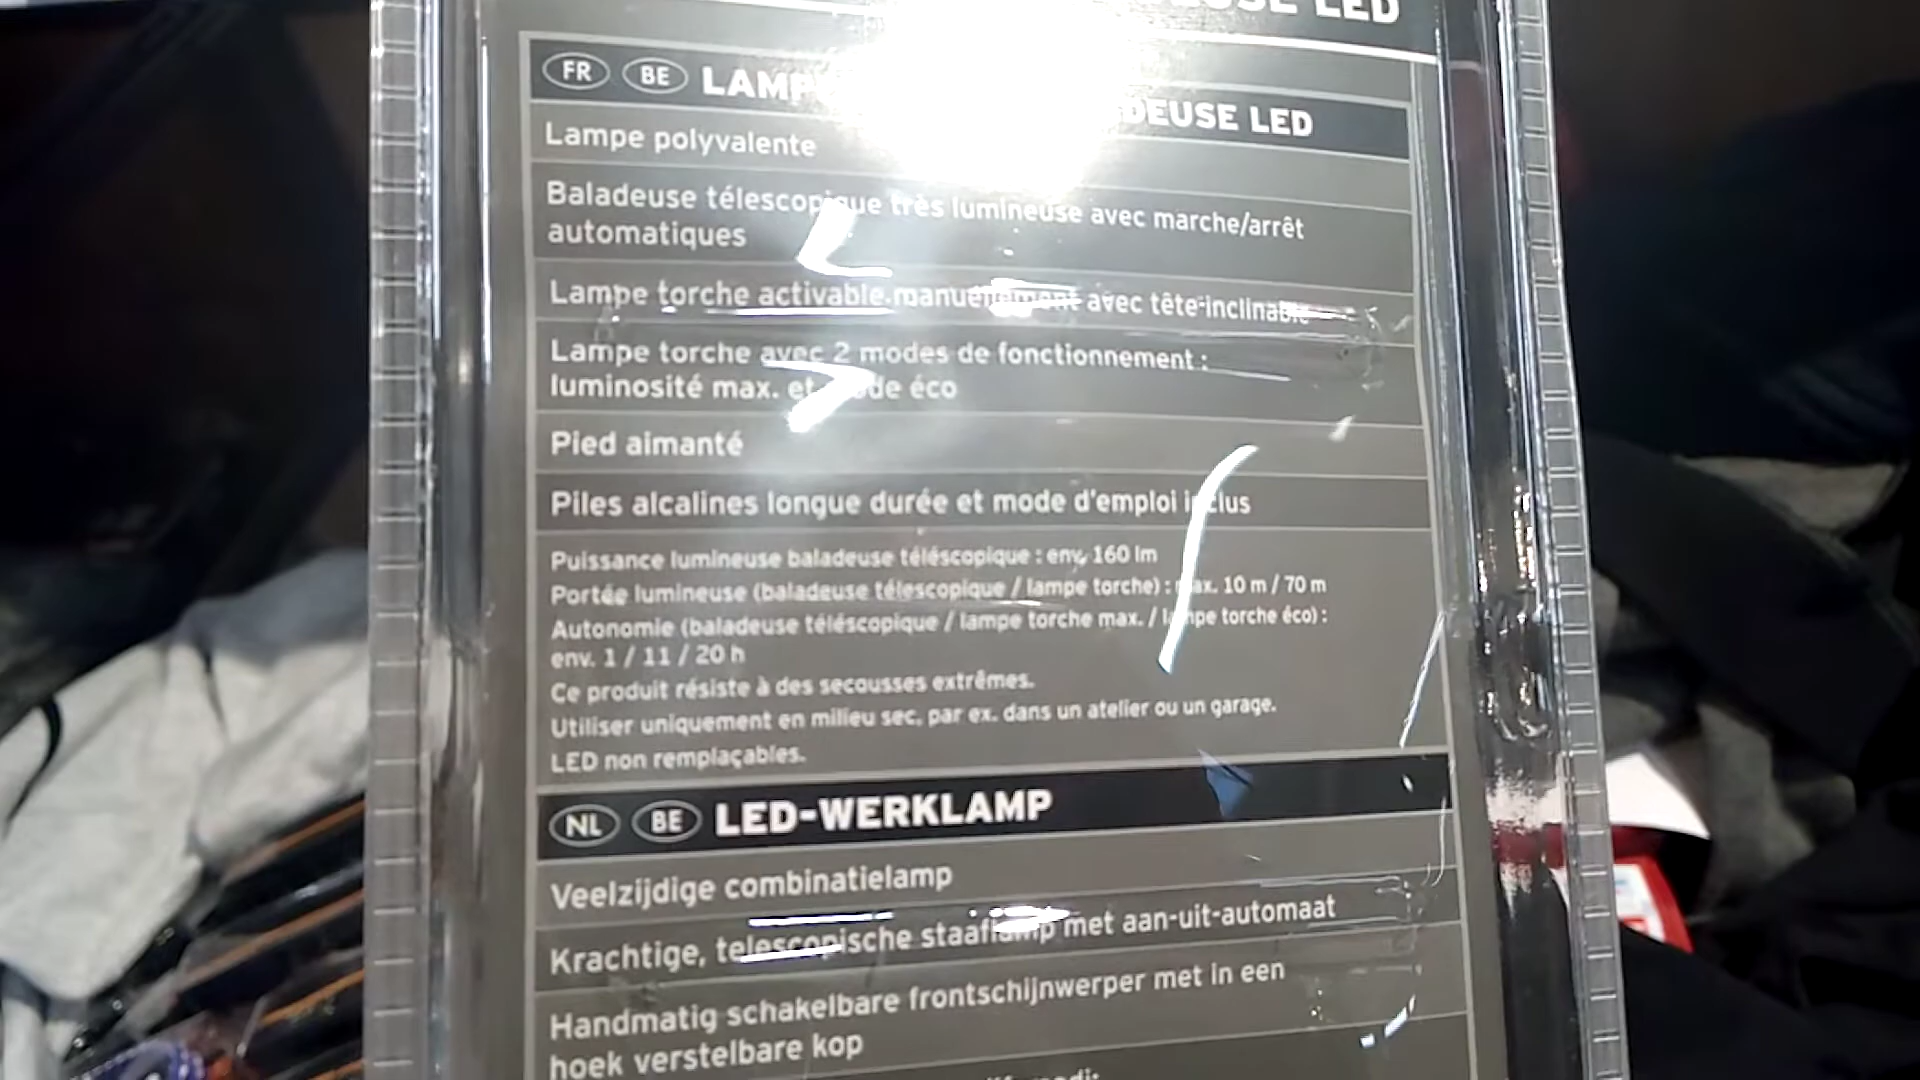 LED
FR BE LAMP DEUSE LED
Lampe polyvalente
Baladeuse télescopique très lumineuse avec marche/arrêt
automatiques
Lampe torche activable manuellement avec tête inclinable
Lampe torche avec 2 modes de fonctionnement :
luminosité max. et mode éco
Pied aimanté
Piles alcalines longue durée et mode d'emploi inclus
Puissance lumineuse baladeuse téléscopique : env. 160 lm
Portée lumineuse (baladeuse télescopique / lampe torche) : max. 10 m / 70 m
Autonomie (baladeuse téléscopique / lampe torche max. / lampe torche éco) :
env. 1 / 11 / 20 h
Ce produit résiste à des secousses extrêmes.
Utiliser uniquement en milieu sec, par ex. dans un atelier ou un garage.
LED non remplaçables.
NL BE LED-WERKLAMP
Veelzijdige combinatielamp
Krachtige, telescopische staaflamp met aan-uit-automaat
Handmatig schakelbare frontschijnwerper met in een
hoek verstelbare kop